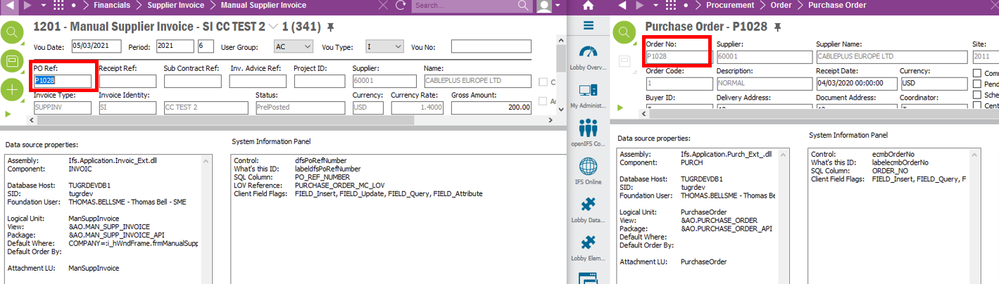 Financials > Supplier Invoice > Manual Supplier Invoice
Search...
1201 - Manual Supplier Invoice - SI CC TEST 2 1 (341)
Vou Date: 05/03/2021 Period: 2021 6 User Group: AC Vou Type: I Vou No:
PO Ref: Receipt Ref: Sub Contract Ref: Inv. Advice Ref: Project ID: Supplier: Name:
P1028 60001 CABLEPLUS EUROPE LTD
Invoice Type: Invoice Identity: Status: Currency: Currency Rate: Gross Amount:
SUPPINV SI CC TEST 2 PrelPosted USD 1.4000 200.00
Data source properties:
Assembly: Ifs.Application.Invoic_Ext.dll
Component: INVOIC
Database Host: TUGRDEVDB1
SID: tugrdev
Foundation User: THOMAS.BELLSME - Thomas Bell - SME
Logical Unit: ManSuppInvoice
View: &AO.MAN_SUPP_INVOICE
Package: &AO.MAN_SUPP_INVOICE_API
Default Where: COMPANY=:i_hWndFrame.frmManualSupp
Default Order By:
Attachment LU: ManSuppInvoice
System Information Panel
Control: dfsPoRefNumber
What's this ID: labeldfsPoRefNumber
SQL Column: PO_REF_NUMBER
LOV Reference: PURCHASE_ORDER_MC_LOV
Client Field Flags: FIELD_Insert, FIELD_Update, FIELD_Query, FIELD_Attribute
Lobby Overv...
My Administ...
openIFS Co...
IFS Online
Lobby Data...
Lobby Elem...
Procurement > Order > Purchase Order
Purchase Order - P1028
Order No: Supplier: Supplier Name: Site:
P1028 60001 CABLEPLUS EUROPE LTD 2011
Order Code: Description: Receipt Date: Currency: Com
1 NORMAL 04/03/2020 00:00:00 USD Pend
Buyer ID: Delivery Address: Document Address: Coordinator: Sche
Cent
Data source properties:
Assembly: Ifs.Application.Purch_Ext_.dll
Component: PURCH
Database Host: TUGRDEVDB1
SID: tugrdev
Foundation User: THOMAS.BELLSME - Thomas Be
Logical Unit: PurchaseOrder
View: &AO.PURCHASE_ORDER
Package: &AO.PURCHASE_ORDER_API
Default Where:
Default Order By:
Attachment LU: PurchaseOrder
System Information Panel
Control: ecmbOrderNo
What's this ID: labelecmbOrderNo
SQL Column: ORDER_NO
Client Field Flags: FIELD_Insert, FIELD_Query, F